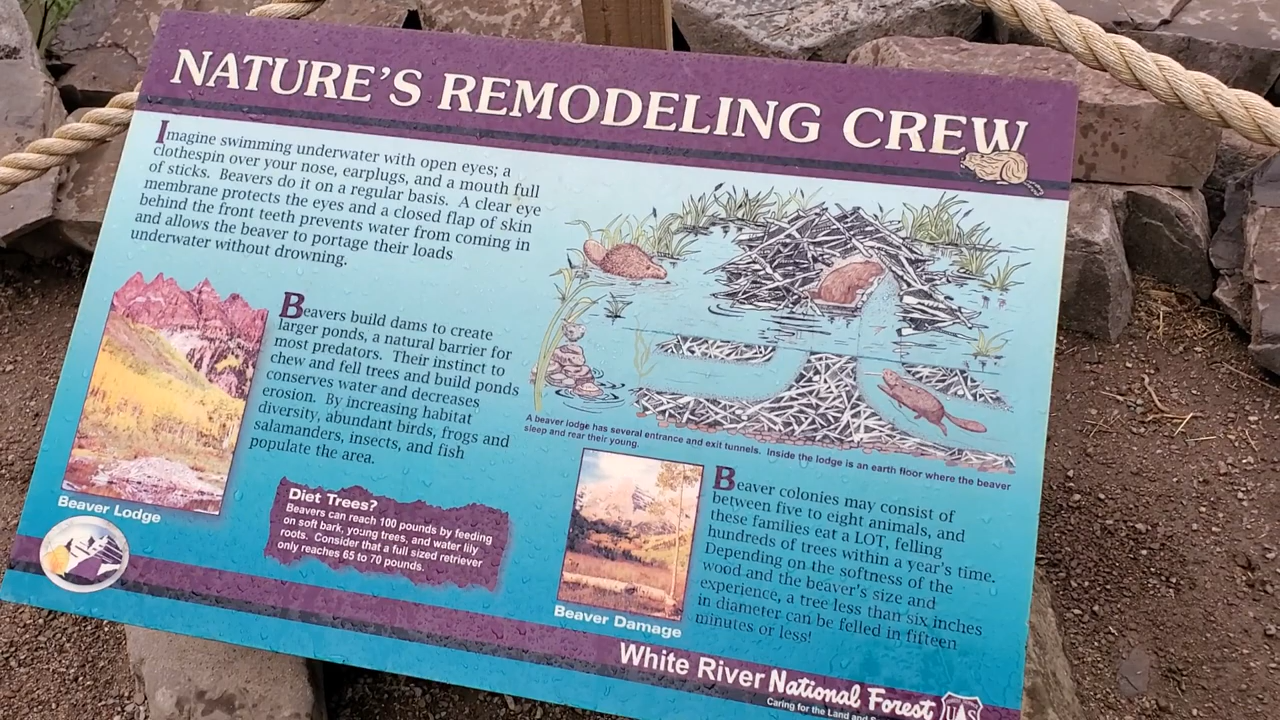 NATURE'S REMODELING CREW
Imagine swimming underwater with open eyes; a
clothespin over your nose, earplugs, and a mouth full
of sticks. Beavers do it on a regular basis. A clear eye
membrane protects the eyes and a closed flap of skin
behind the front teeth prevents water from coming in
and allows the beaver to portage their loads
underwater without drowning.
Beavers build dams to create
larger ponds, a natural barrier for
most predators. Their instinct to
chew and fell trees and build ponds
conserves water and decreases
erosion. By increasing habitat
diversity, abundant birds, frogs and
salamanders, insects, and fish
populate the area.
Beaver Lodge
Diet Trees?
Beavers can reach 100 pounds by feeding
on soft bark, young trees, and water lily
roots. Consider that a full sized retriever
only reaches 65 to 70 pounds.
A beaver lodge has several entrance and exit tunnels. Inside the lodge is an earth floor where the beaver
sleep and rear their young.
Beaver Damage
Beaver colonies may consist of
between five to eight animals, and
these families eat a LOT, felling
hundreds of trees within a year's time.
Depending on the softness of the
wood and the beaver's size and
experience, a tree less than six inches
in diameter can be felled in fifteen
minutes or less!
White River National Forest
Caring for the Land and
UAS